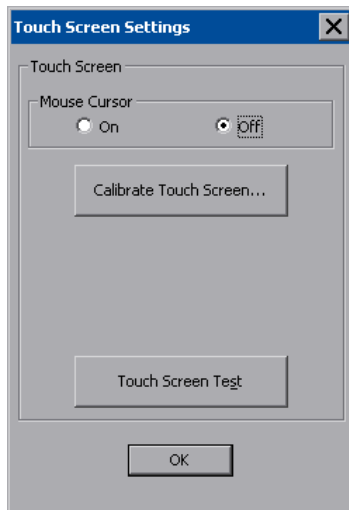 Touch Screen Settings
Touch Screen
Mouse Cursor
On Off
Calibrate Touch Screen...
Touch Screen Test
OK